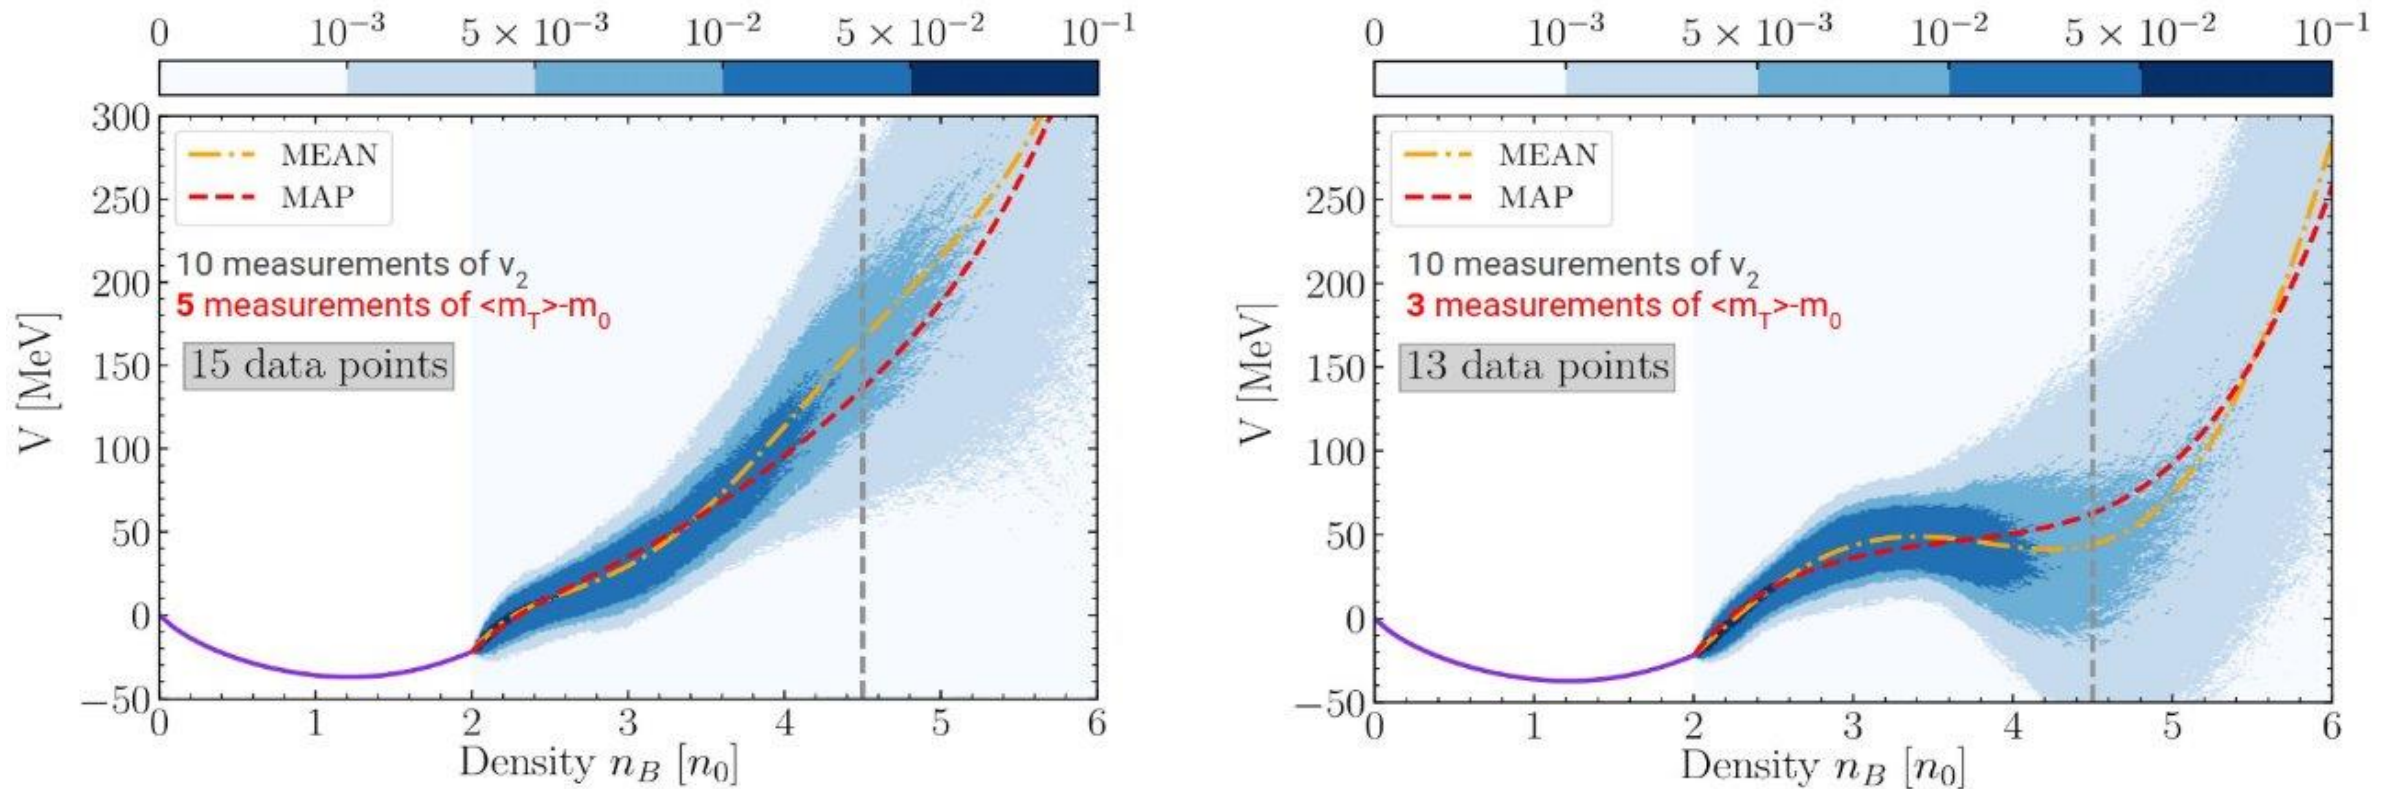 0 10⁻³ 5 × 10⁻³ 10⁻² 5 × 10⁻² 10⁻¹
300
250
200
150
100
50
0
−50
V [MeV]
MEAN
MAP
10 measurements of v₂
5 measurements of <m_T>-m₀
15 data points
0 1 2 3 4 5 6
Density n_B [n₀]
0 10⁻³ 5 × 10⁻³ 10⁻² 5 × 10⁻² 10⁻¹
250
200
150
100
50
0
−50
V [MeV]
MEAN
MAP
10 measurements of v₂
3 measurements of <m_T>-m₀
13 data points
0 1 2 3 4 5 6
Density n_B [n₀]